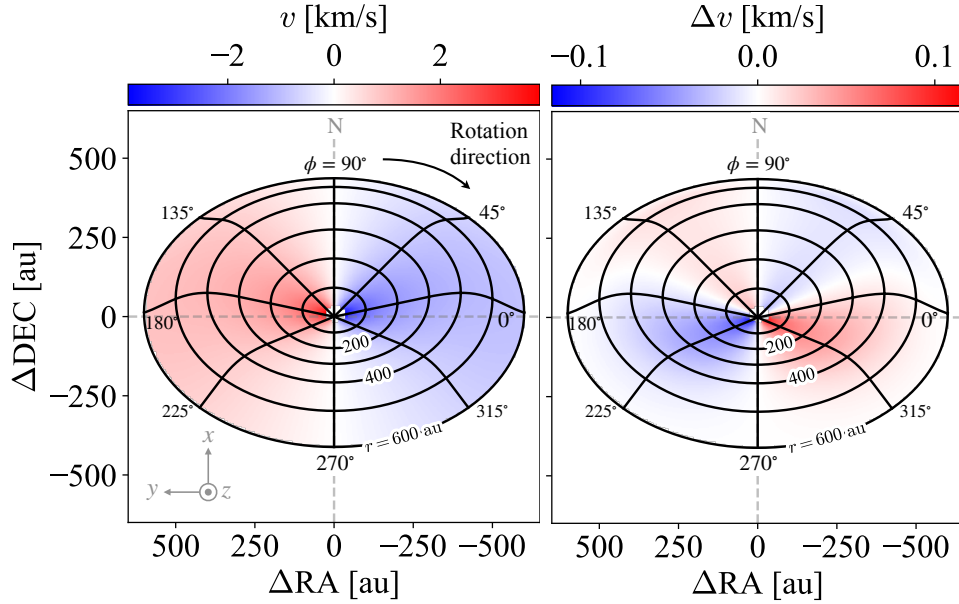 v [km/s]
−2 0 2
Δv [km/s]
−0.1 0.0 0.1
N
Rotation
direction
ϕ = 90°
135° 45°
180° 0°
200
400
225° 315°
r = 600 au
270°
x
y z
N
ϕ = 90°
135° 45°
180° 0°
200
400
225° 315°
r = 600 au
270°
500
250
0
−250
−500
ΔDEC [au]
500 250 0 −250 −500
ΔRA [au]
500 250 0 −250 −500
ΔRA [au]